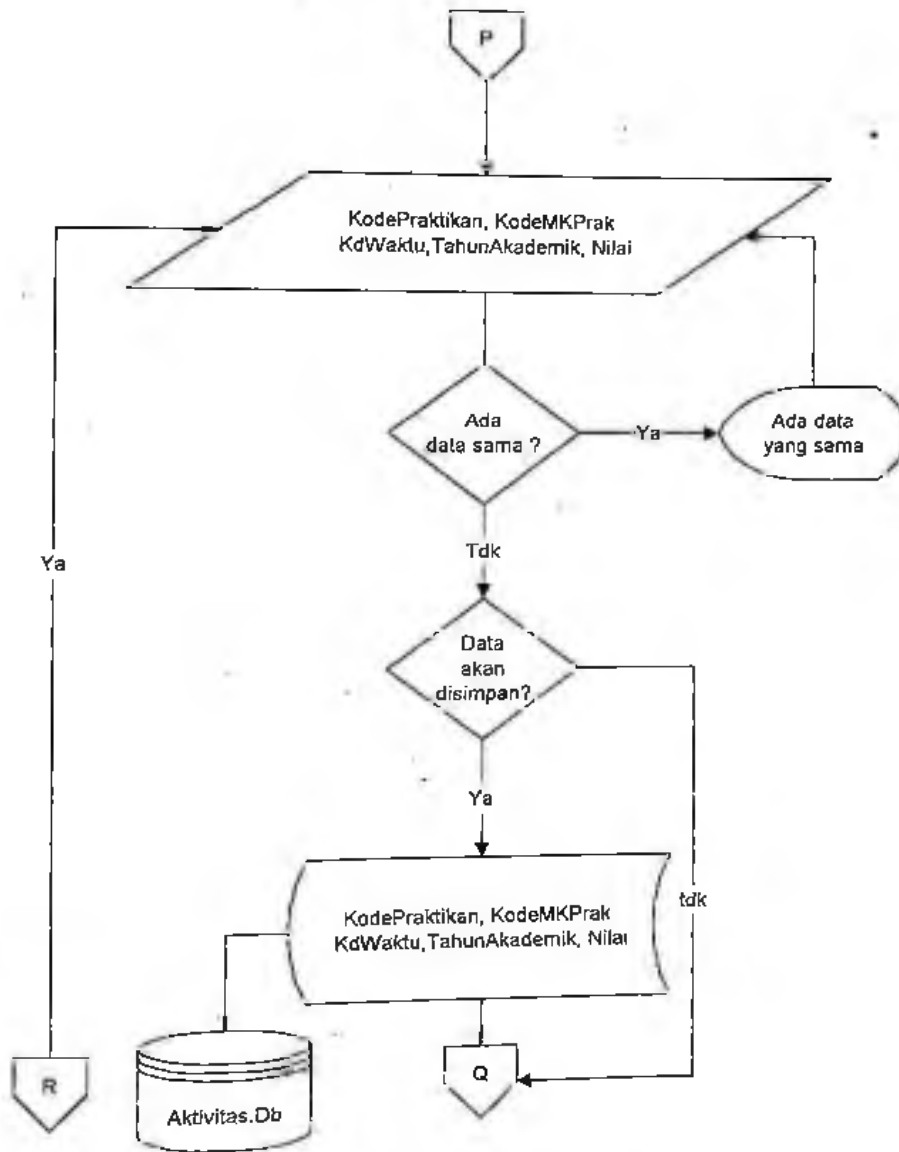 P
KodePraktikan, KodeMKPrak
KdWaktu,TahunAkademik, Nilai
Ada
data sama ?
Ya
Ada data
yang sama
Ya
Tdk
Data
akan
disimpan?
Ya
tdk
KodePraktikan, KodeMKPrak
KdWaktu,TahunAkademik, Nilai
R
Q
Aktivitas.Db